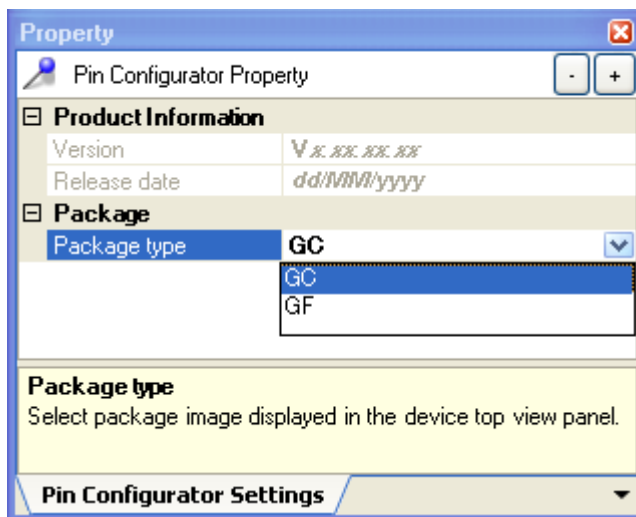 Property
Pin Configurator Property
- +
Product Information
Version V x.xx.xx.xx
Release date dd/MM/yyyy
Package
Package type GC
GC
GF
Package type
Select package image displayed in the device top view panel.
Pin Configurator Settings